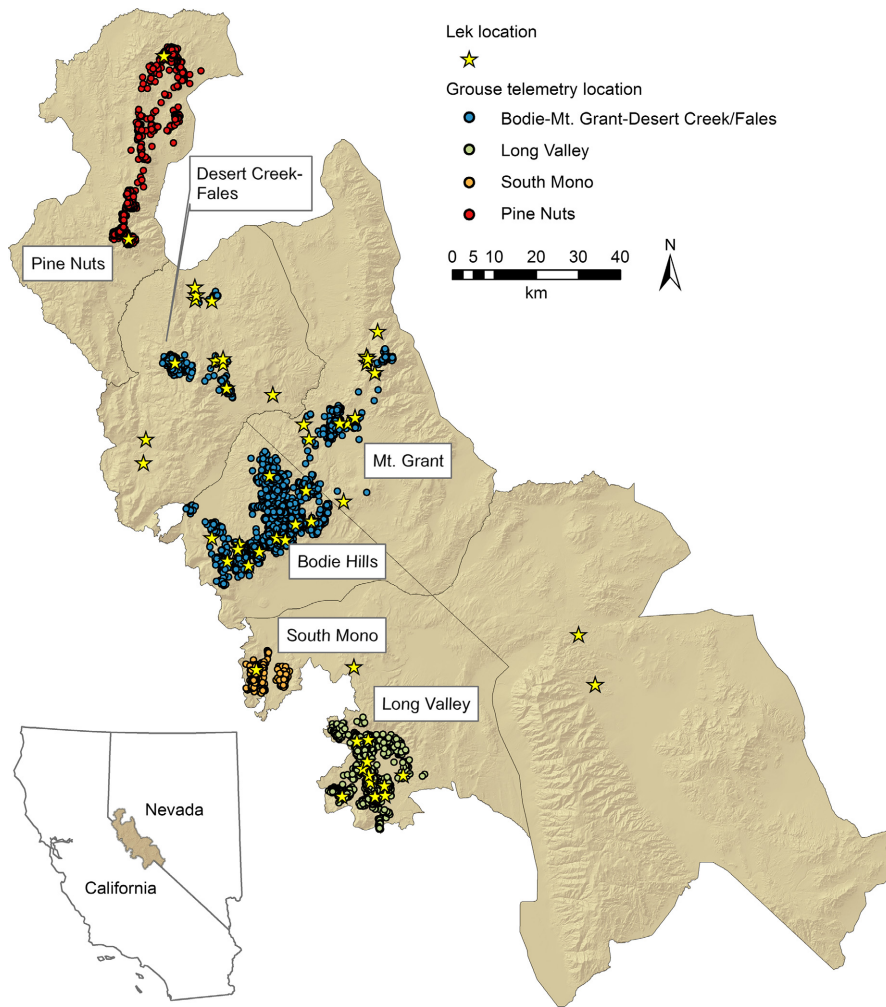 Lek location
Grouse telemetry location
Bodie-Mt. Grant-Desert Creek/Fales
Long Valley
South Mono
Pine Nuts
0 5 10 20 30 40
km
N
Desert Creek-
Fales
Pine Nuts
Mt. Grant
Bodie Hills
South Mono
Long Valley
Nevada
California